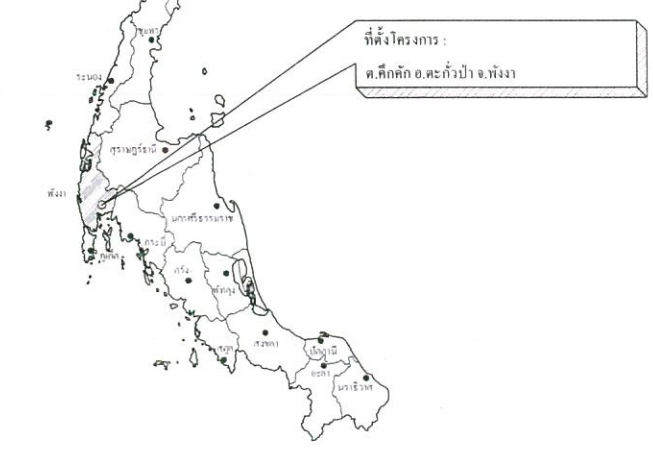 ชุมพร
ที่ตั้งโครงการ :
ต.คึกคัก อ.ตะกั่วป่า จ.พังงา
ระนอง
สุราษฎร์ธานี
พังงา
นครศรีธรรมราช
กระบี่
ภูเก็ต
ตรัง
พัทลุง
สงขลา
สตูล
ปัตตานี
ยะลา
นราธิวาส